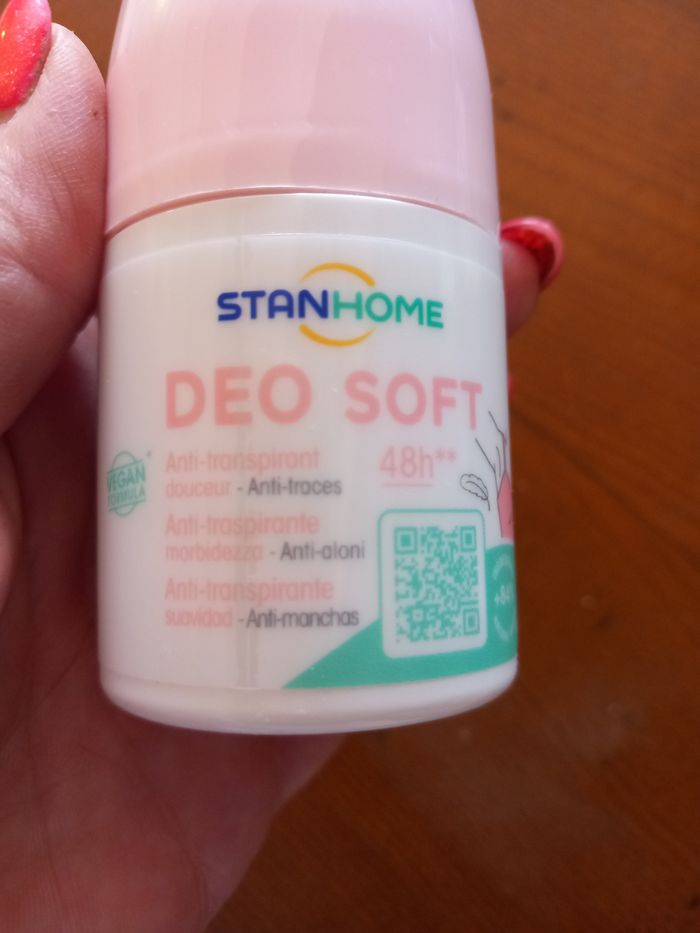 STANHOME
DEO SOFT
Anti-transpirant
douceur - Anti-traces
48h**
VEGAN
FORMULA
Anti-traspirante
morbidezza - Anti-aloni
Anti-transpirante
suavidad - Anti-manchas